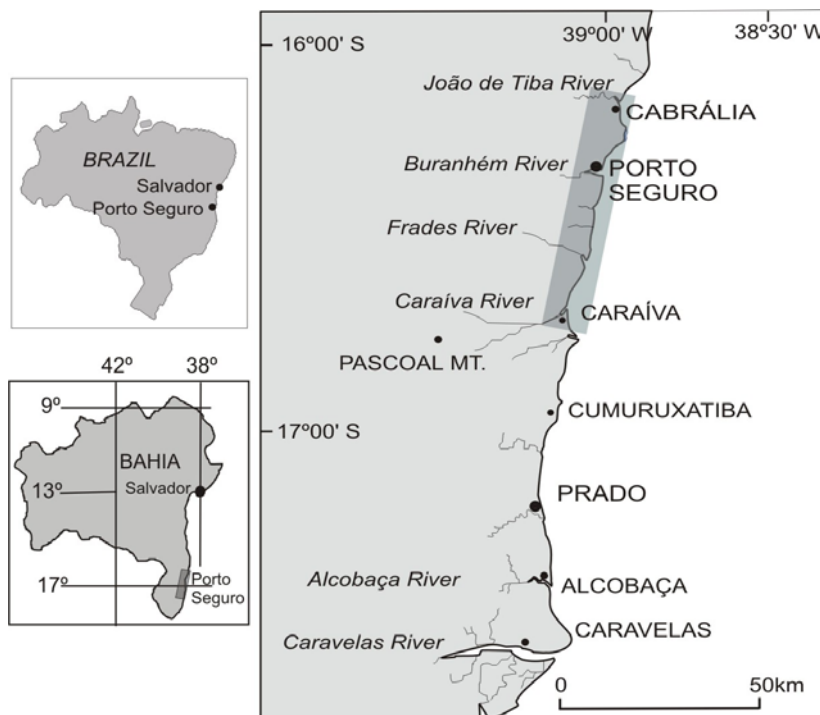 BRAZIL
Salvador
Porto Seguro
42º 38º
9º
BAHIA
Salvador
13º
17º
Porto
Seguro
39º00' W 38º30' W
16º00' S
João de Tiba River
CABRÁLIA
Buranhém River
PORTO
SEGURO
Frades River
Caraíva River
CARAÍVA
PASCOAL MT.
CUMURUXATIBA
17º00' S
PRADO
Alcobaça River
ALCOBAÇA
CARAVELAS
Caravelas River
0 50km